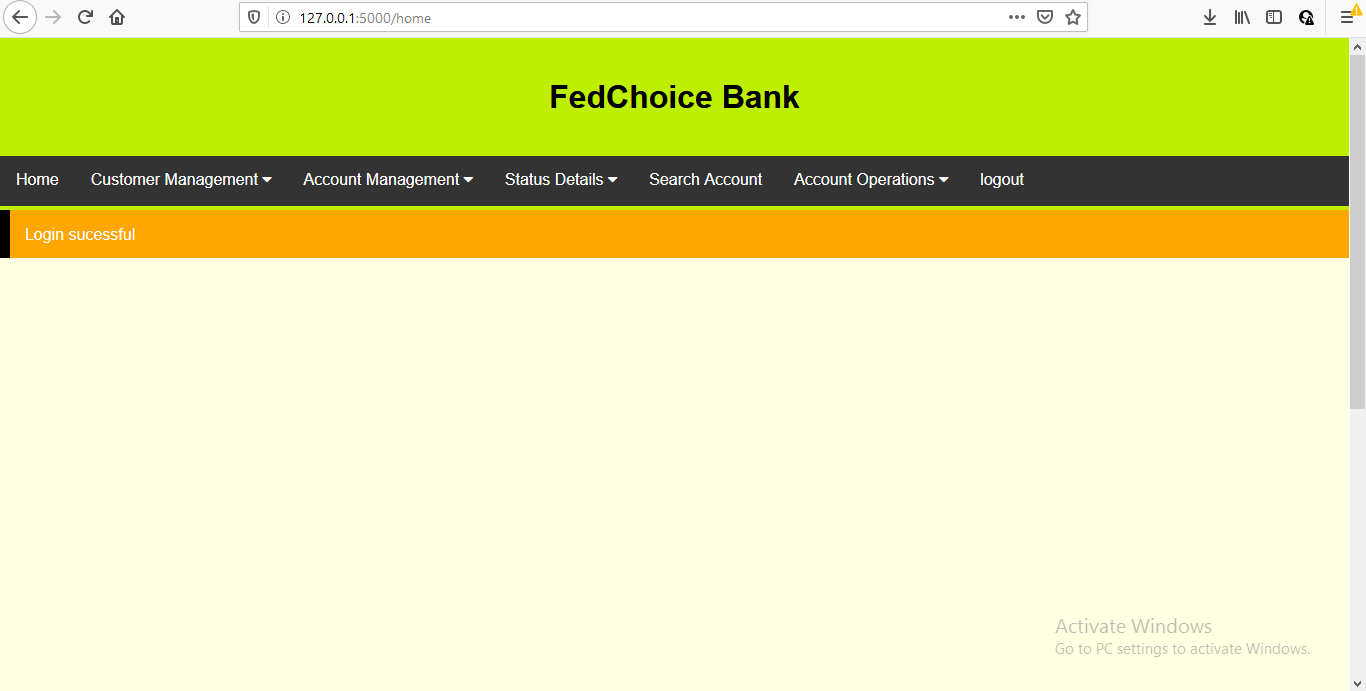 127.0.0.1:5000/home
FedChoice Bank
Home Customer Management Account Management Status Details Search Account Account Operations logout
Login sucessful
Activate Windows
Go to PC settings to activate Windows.